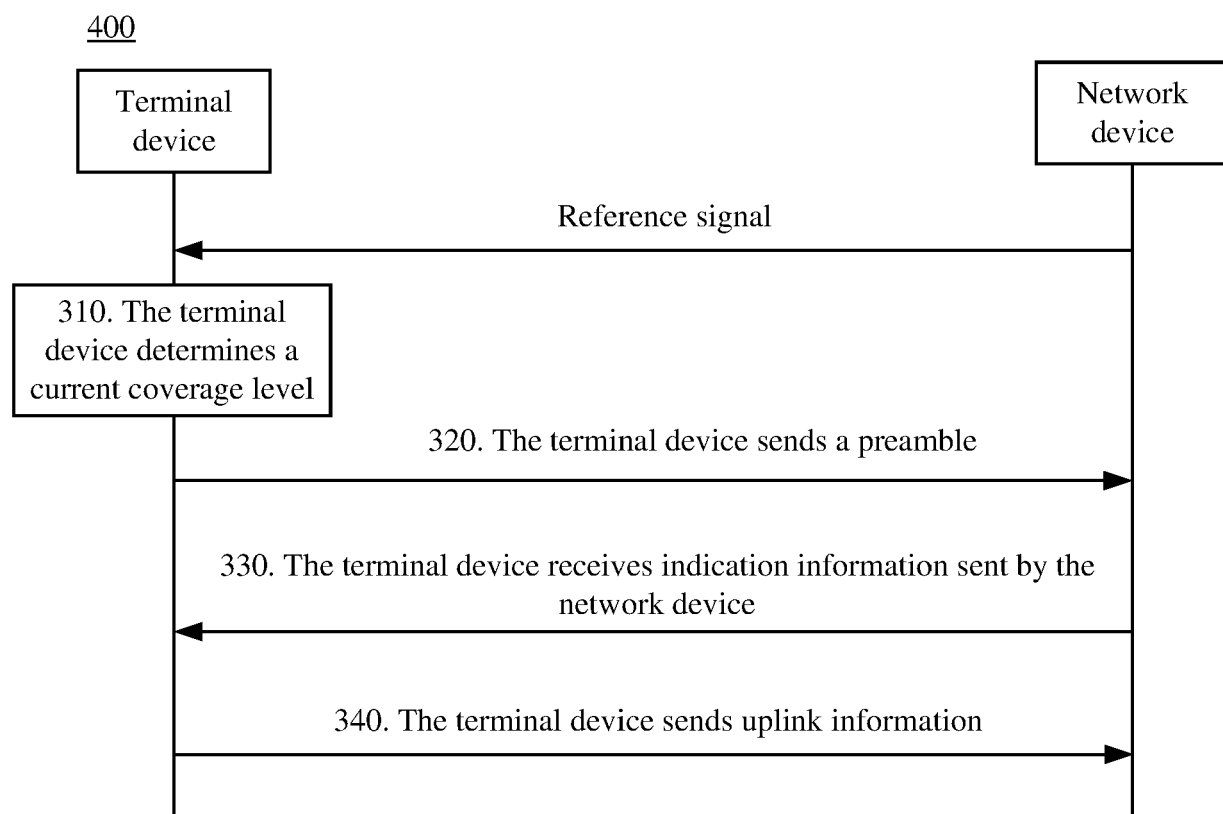 400
Terminal
device
Network
device
Reference signal
310. The terminal
device determines a
current coverage level
320. The terminal device sends a preamble
330. The terminal device receives indication information sent by the
network device
340. The terminal device sends uplink information